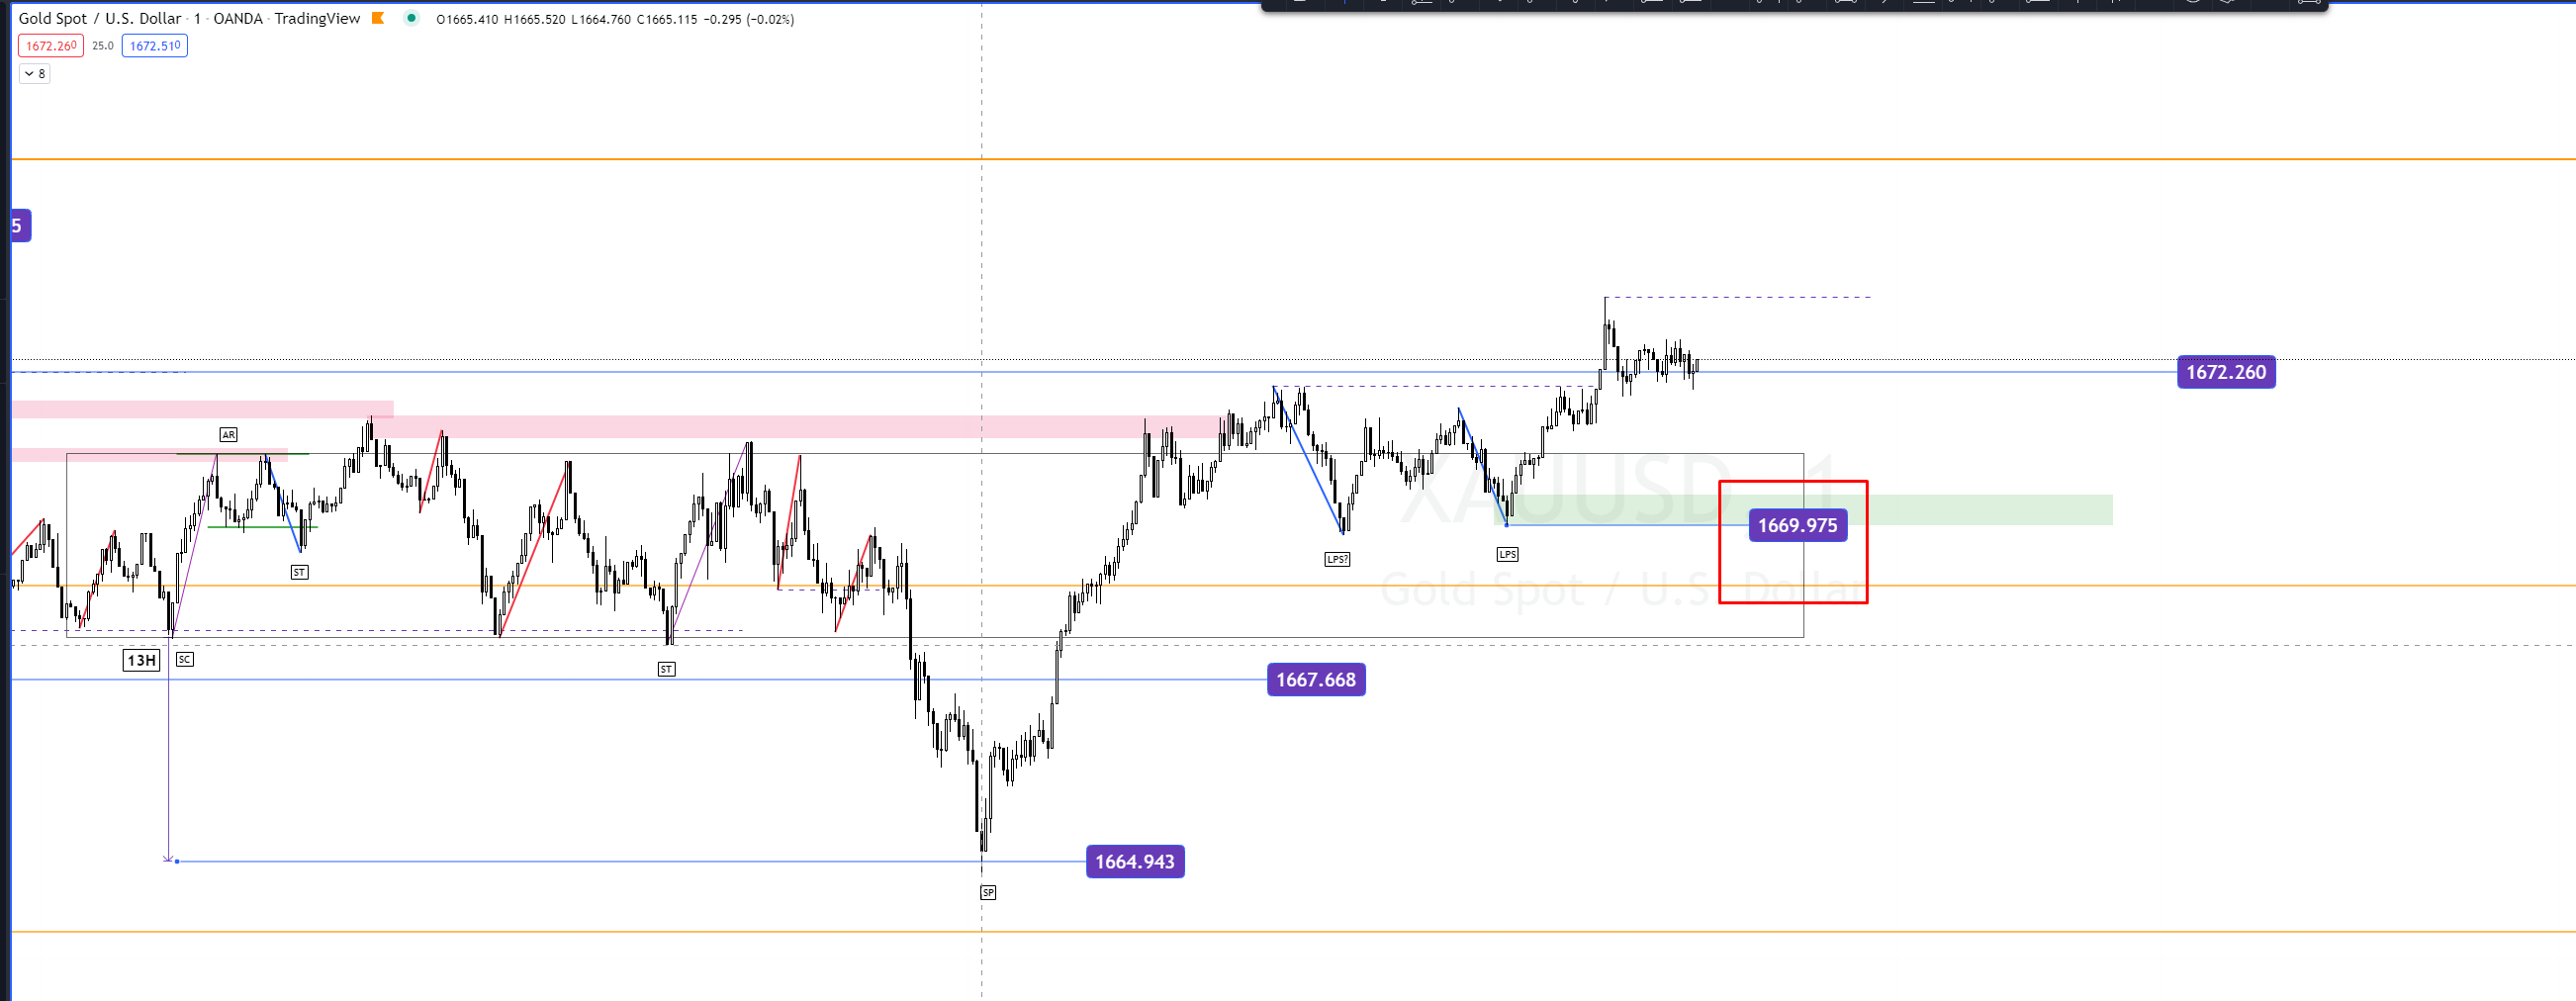 Gold Spot / U.S. Dollar · 1 · OANDA · TradingView O1665.410 H1665.520 L1664.760 C1665.115 −0.295 (−0.02%)
1672.260 25.0 1672.510
8
5
1672.260
AR
XAUUSD, 1
1669.975
LPS?
LPS
ST
Gold Spot / U.S. Dollar
13H
SC
ST
1667.668
1664.943
SP